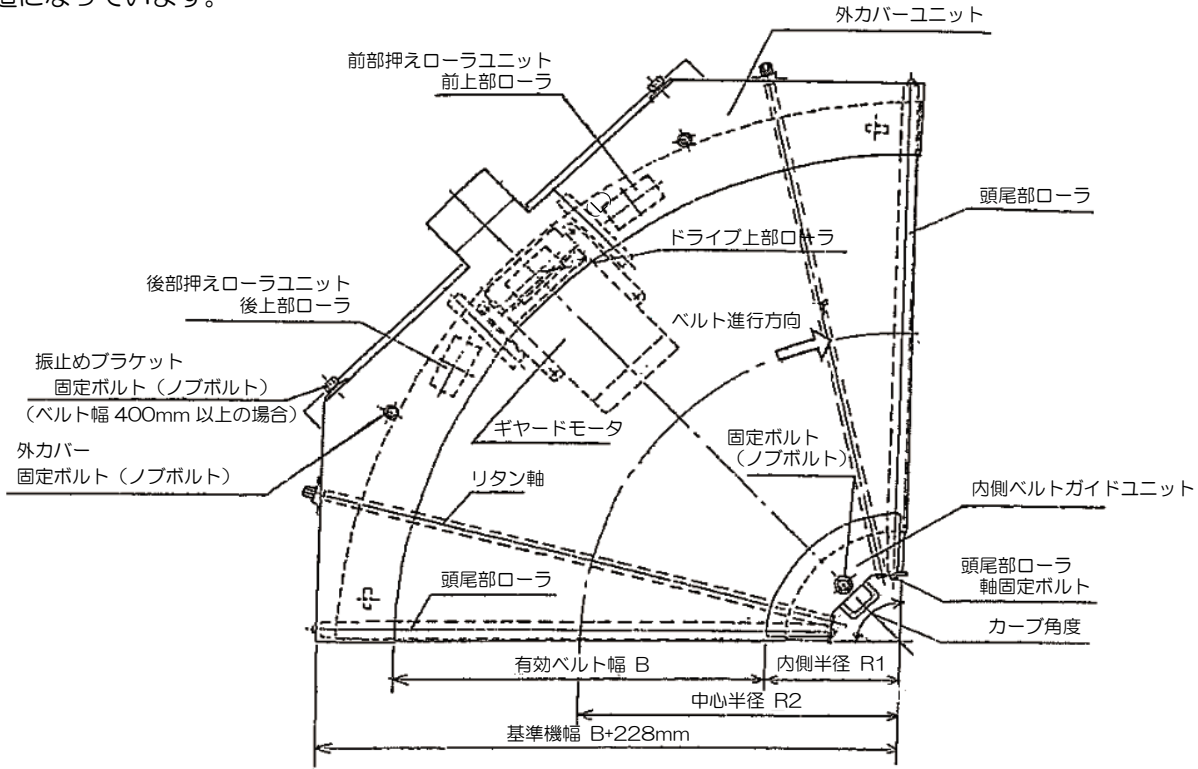 造になっています。
外カバーユニット
前部押えローラユニット
前上部ローラ
頭尾部ローラ
ドライブ上部ローラ
後部押えローラユニット
後上部ローラ
ベルト進行方向
振止めブラケット
固定ボルト（ノブボルト）
（ベルト幅 400mm 以上の場合）
ギヤードモータ
固定ボルト
（ノブボルト）
外カバー
固定ボルト（ノブボルト）
リタン軸
内側ベルトガイドユニット
頭尾部ローラ
頭尾部ローラ
軸固定ボルト
カーブ角度
有効ベルト幅 B
内側半径 R1
中心半径 R2
基準機幅 B+228mm